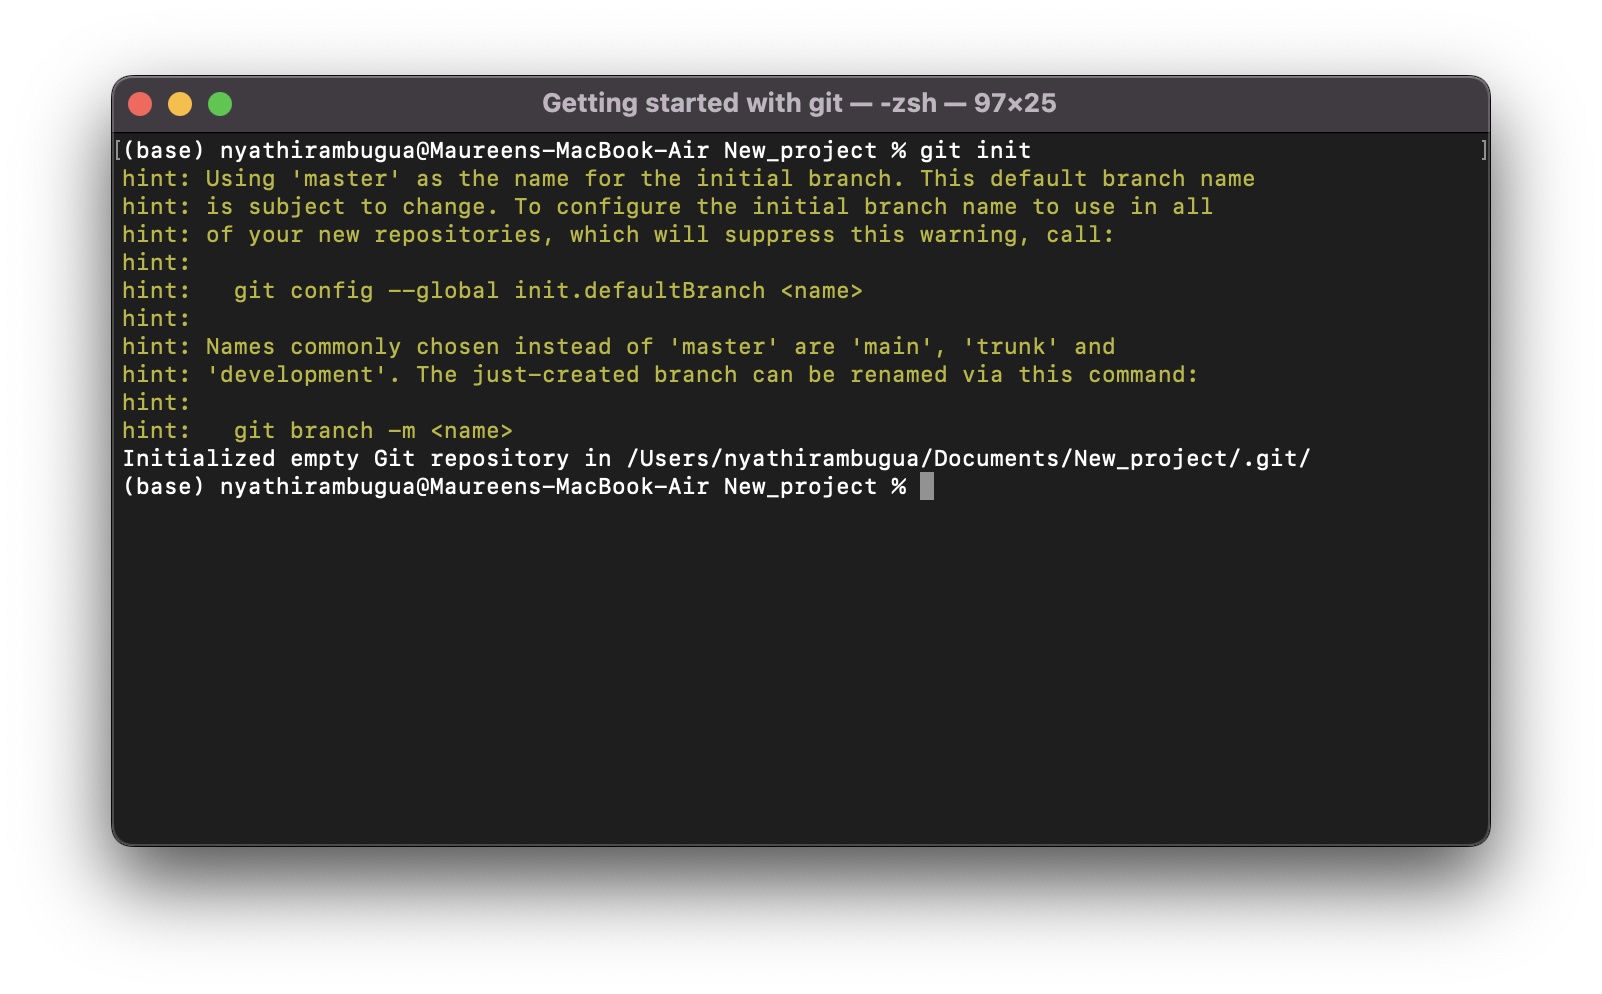 Getting started with git — -zsh — 97×25
[(base) nyathirambugua@Maureens-MacBook-Air New_project % git init ]
hint: Using 'master' as the name for the initial branch. This default branch name
hint: is subject to change. To configure the initial branch name to use in all
hint: of your new repositories, which will suppress this warning, call:
hint:
hint:   git config --global init.defaultBranch <name>
hint:
hint: Names commonly chosen instead of 'master' are 'main', 'trunk' and
hint: 'development'. The just-created branch can be renamed via this command:
hint:
hint:   git branch -m <name>
Initialized empty Git repository in /Users/nyathirambugua/Documents/New_project/.git/
(base) nyathirambugua@Maureens-MacBook-Air New_project %